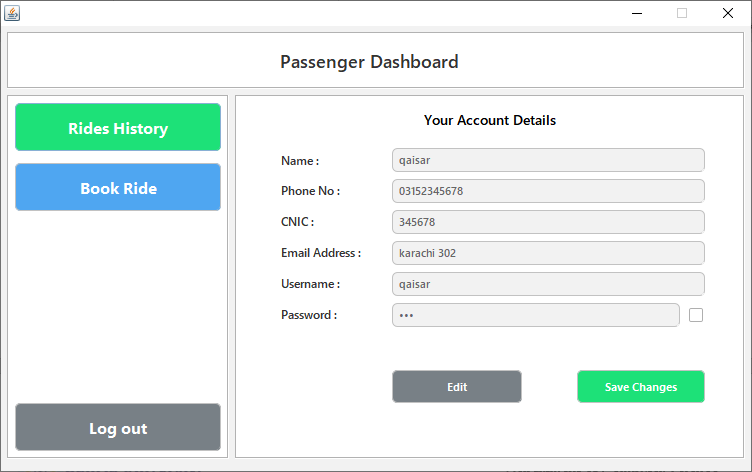 Passenger Dashboard
Rides History
Book Ride
Log out
Your Account Details
Name : qaisar
Phone No : 03152345678
CNIC : 345678
Email Address : karachi 302
Username : qaisar
Password : •••
Edit
Save Changes